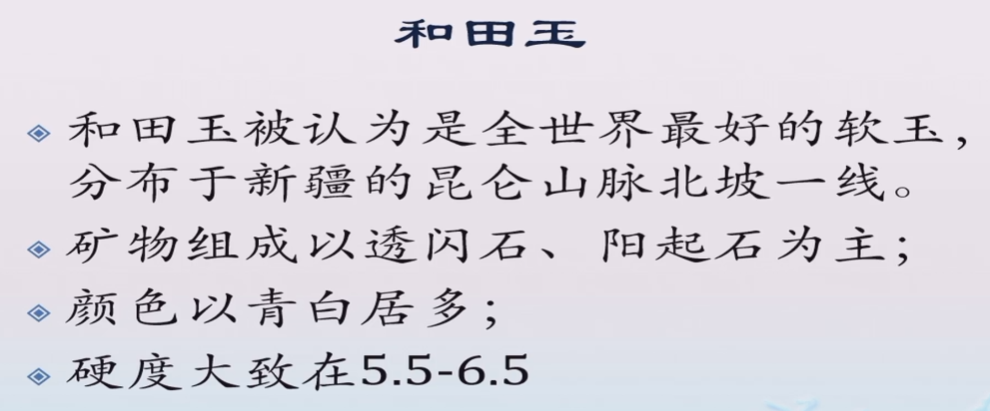 和田玉
和田玉被认为是全世界最好的软玉，
分布于新疆的昆仑山脉北坡一线。
矿物组成以透闪石、阳起石为主；
颜色以青白居多；
硬度大致在5.5-6.5